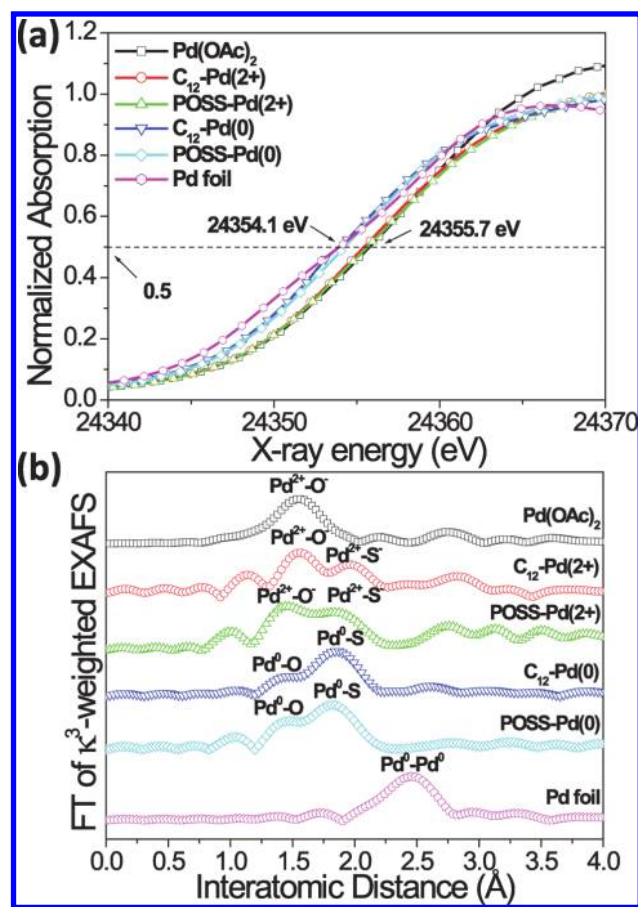 (a)
1.2
1.0
0.8
0.6
0.4
0.2
0.0
Normalized Absorption
Pd(OAc)₂
C₁₂-Pd(2+)
POSS-Pd(2+)
C₁₂-Pd(0)
POSS-Pd(0)
Pd foil
24354.1 eV
24355.7 eV
0.5
24340 24350 24360 24370
X-ray energy (eV)
(b)
FT of κ³-weighted EXAFS
Pd²⁺-O⁻
Pd(OAc)₂
Pd²⁺-O⁻
Pd²⁺-S⁻
C₁₂-Pd(2+)
Pd²⁺-O⁻ Pd²⁺-S⁻
POSS-Pd(2+)
Pd⁰-S
Pd⁰-O
C₁₂-Pd(0)
Pd⁰-S
Pd⁰-O
POSS-Pd(0)
Pd⁰-Pd⁰
Pd foil
0.0 0.5 1.0 1.5 2.0 2.5 3.0 3.5 4.0
Interatomic Distance (Å)